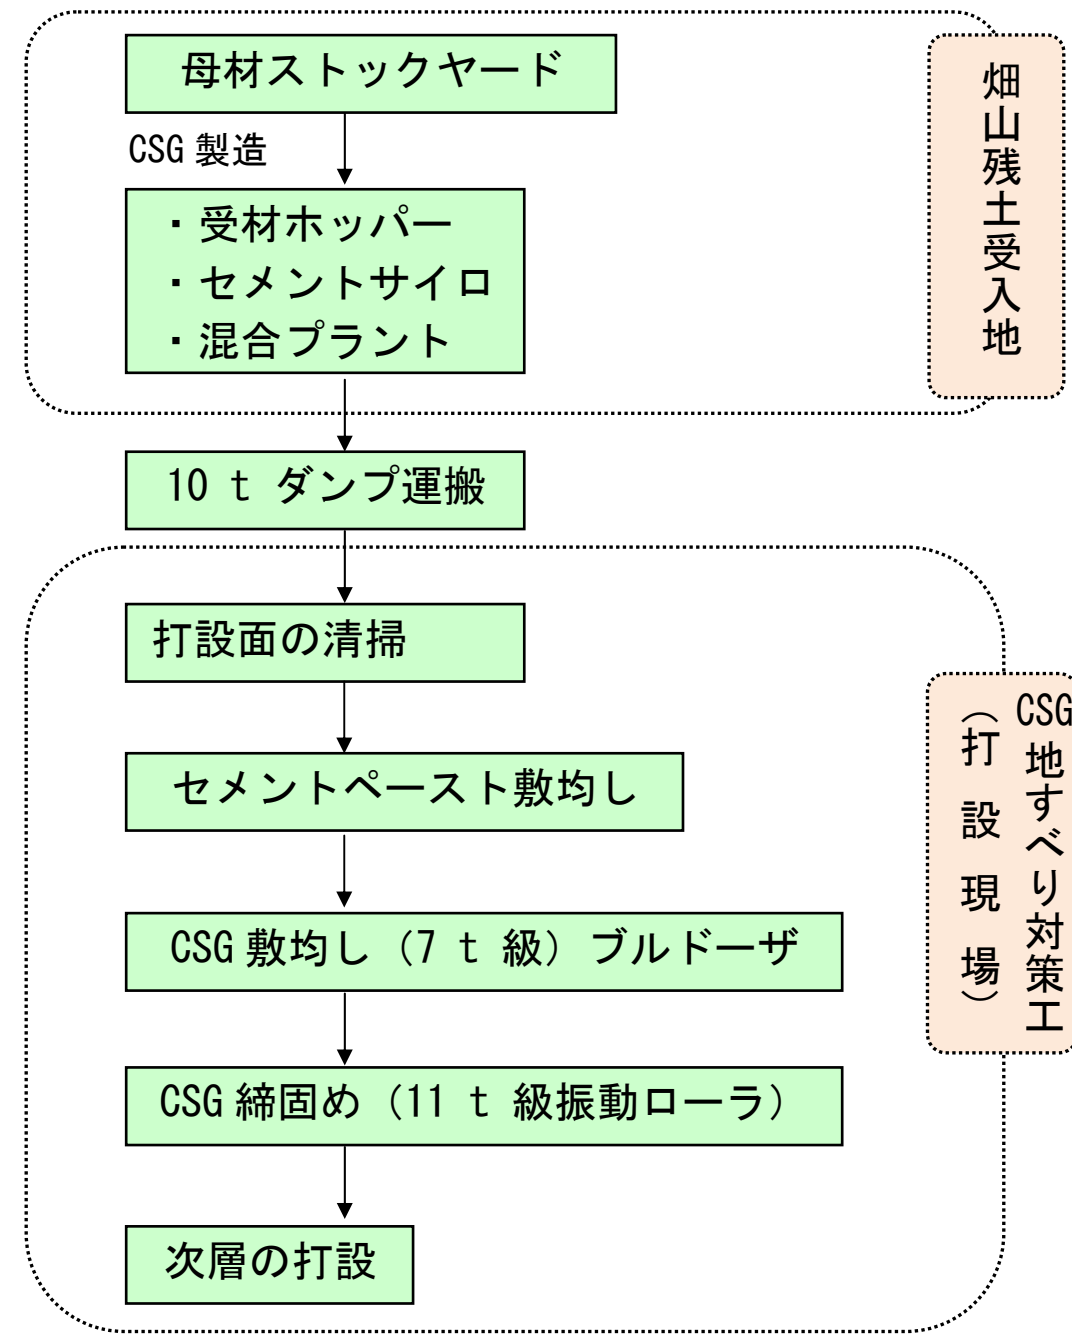 母材ストックヤード
CSG 製造
・受材ホッパー
・セメントサイロ
・混合プラント
畑山残土受入地
10 t ダンプ運搬
打設面の清掃
セメントペースト敷均し
CSG 敷均し（7 t 級）ブルドーザ
CSG 締固め（11 t 級振動ローラ）
次層の打設
CSG 地すべり対策工
（打設現場）